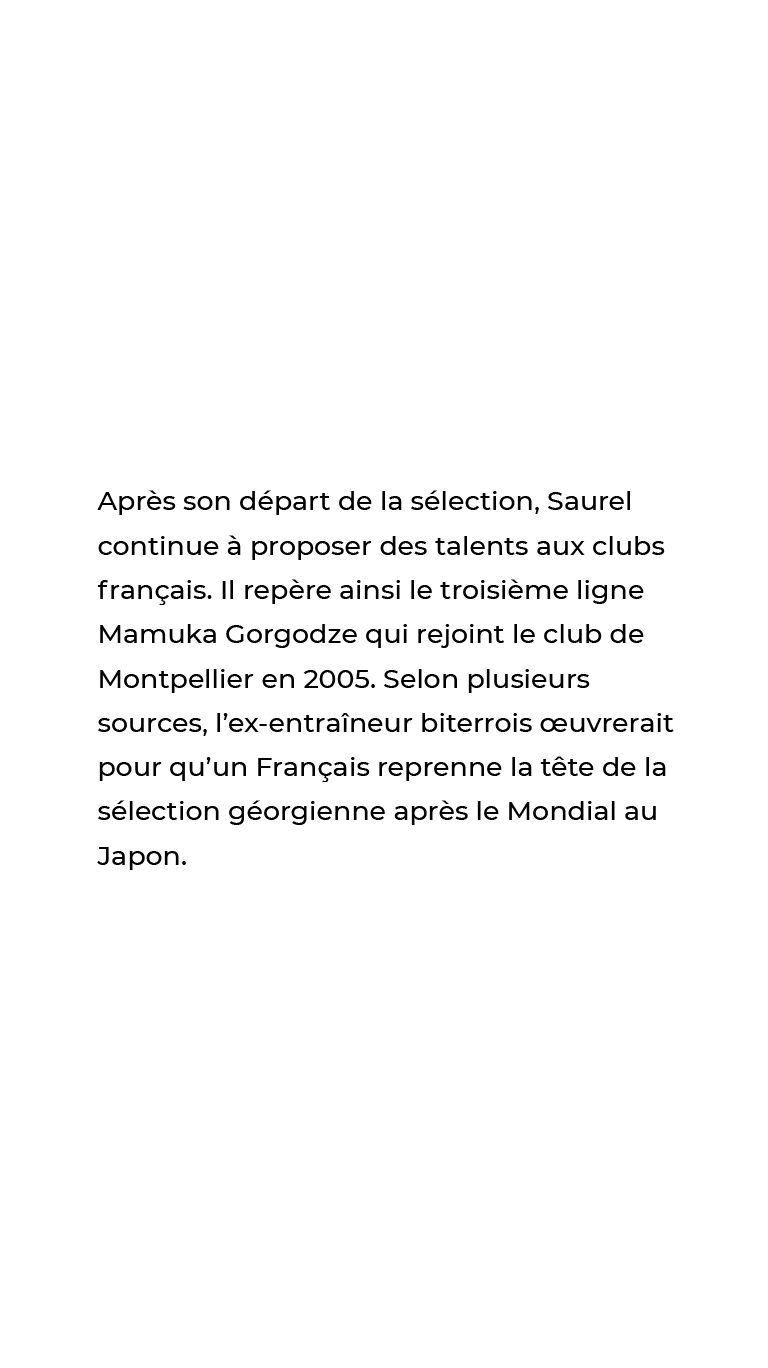 Après son départ de la sélection, Saurel
continue à proposer des talents aux clubs
français. Il repère ainsi le troisième ligne
Mamuka Gorgodze qui rejoint le club de
Montpellier en 2005. Selon plusieurs
sources, l’ex-entraîneur biterrois œuvrerait
pour qu’un Français reprenne la tête de la
sélection géorgienne après le Mondial au
Japon.